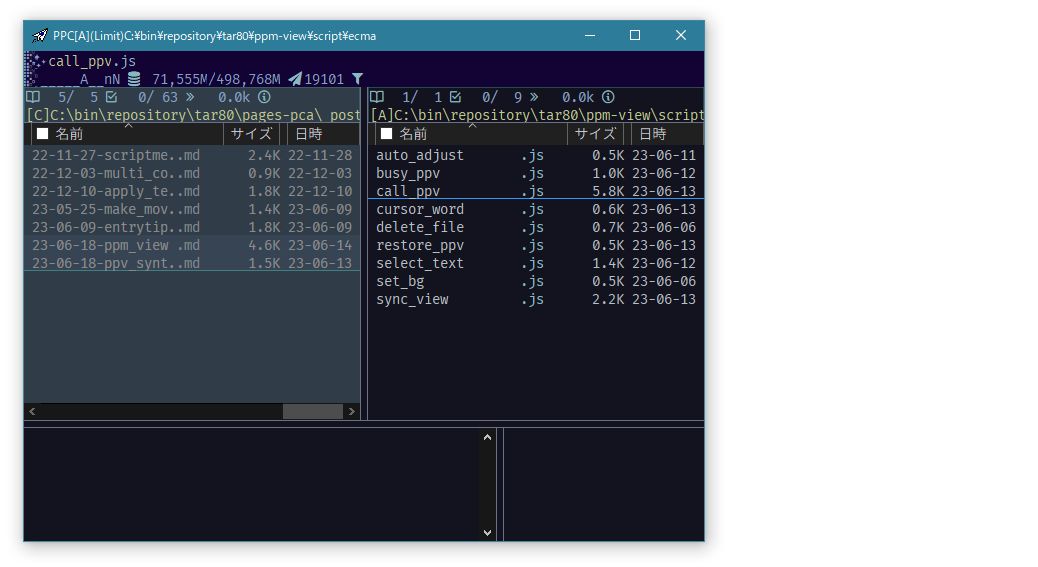 PPC[A](Limit)C:¥bin¥repository¥tar80¥ppm-view¥script¥ecma
call_ppv.js
_____A__nN 71,555M/498,768M 19101
5/ 5 0/ 63 » 0.0k
[C]C:\bin\repository\tar80\pages-pca\_post
名前 サイズ 日時
22-11-27-scriptme..md 2.4K 22-11-28
22-12-03-multi_co..md 0.9K 22-12-03
22-12-10-apply_te..md 1.8K 22-12-10
23-05-25-make_mov..md 1.4K 23-06-09
23-06-09-entrytip..md 1.8K 23-06-09
23-06-18-ppm_view .md 4.6K 23-06-14
23-06-18-ppv_synt..md 1.5K 23-06-13
1/ 1 0/ 9 » 0.0k
[A]C:\bin\repository\tar80\ppm-view\script
名前 サイズ 日時
auto_adjust .js 0.5K 23-06-11
busy_ppv .js 1.0K 23-06-12
call_ppv .js 5.8K 23-06-13
cursor_word .js 0.6K 23-06-13
delete_file .js 0.7K 23-06-06
restore_ppv .js 0.5K 23-06-13
select_text .js 1.4K 23-06-12
set_bg .js 0.5K 23-06-06
sync_view .js 2.2K 23-06-13